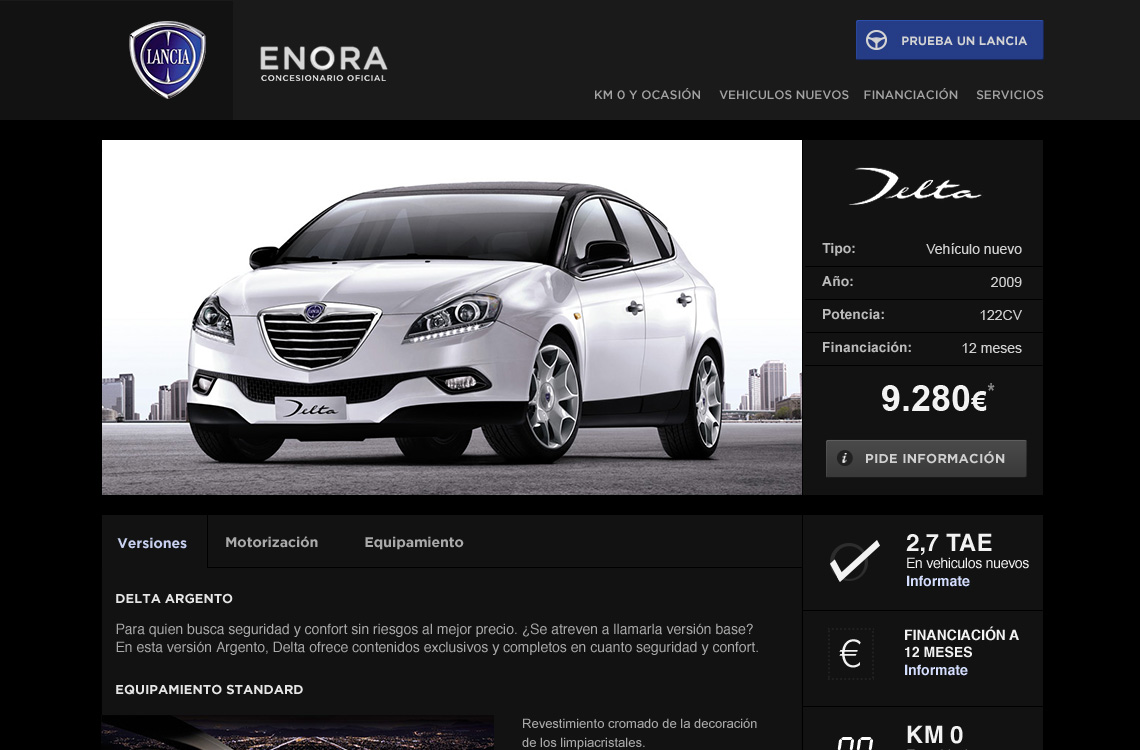 LANCIA
ENORA
CONCESIONARIO OFICIAL
PRUEBA UN LANCIA
KM 0 Y OCASIÓN
VEHICULOS NUEVOS
FINANCIACIÓN
SERVICIOS
LANCIA
Delta
Delta
Tipo: Vehículo nuevo
Año: 2009
Potencia: 122CV
Financiación: 12 meses
9.280€*
i PIDE INFORMACIÓN
Versiones
Motorización
Equipamiento
DELTA ARGENTO
Para quien busca seguridad y confort sin riesgos al mejor precio. ¿Se atreven a llamarla versión base?
En esta versión Argento, Delta ofrece contenidos exclusivos y completos en cuanto seguridad y confort.
EQUIPAMIENTO STANDARD
Revestimiento cromado de la decoración
de los limpiacristales.
2,7 TAE
En vehiculos nuevos
Informate
€
FINANCIACIÓN A
12 MESES
Informate
KM 0